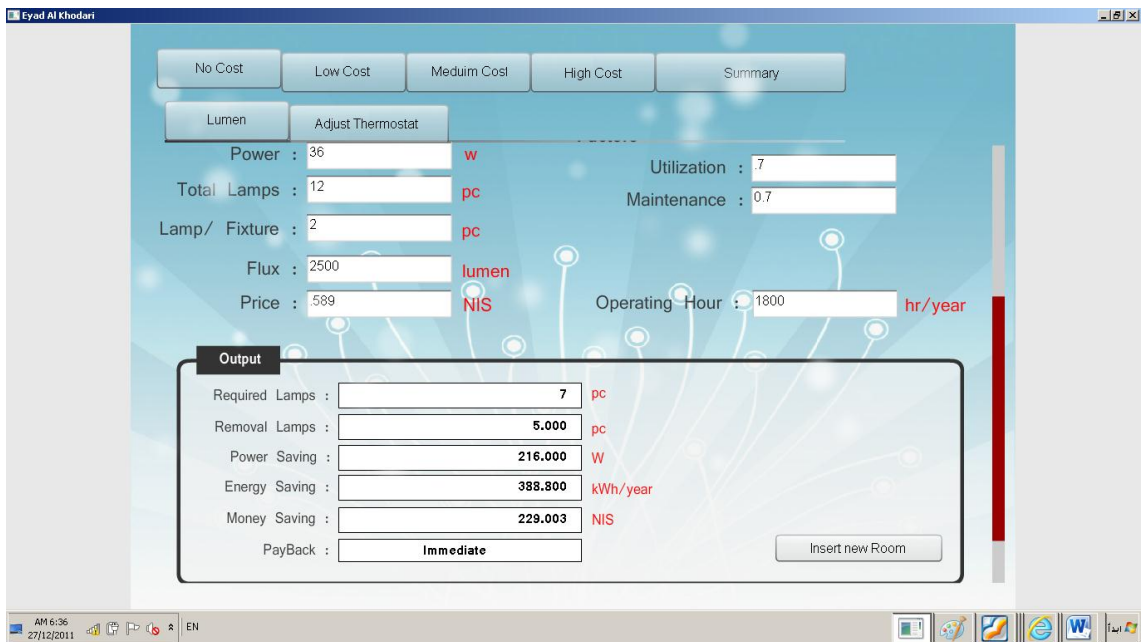 Eyad Al Khodari
No Cost Low Cost Meduim Cost High Cost Summary
Lumen Adjust Thermostat
Power : 36 w
Utilization : .7
Total Lamps : 12 pc
Maintenance : 0.7
Lamp/ Fixture : 2 pc
Flux : 2500 lumen
Price : .589 NIS
Operating Hour : 1800 hr/year
Output
Required Lamps : 7 pc
Removal Lamps : 5.000 pc
Power Saving : 216.000 W
Energy Saving : 388.800 kWh/year
Money Saving : 229.003 NIS
PayBack : Immediate
Insert new Room
AM 6:36
27/12/2011
EN
ابدأ